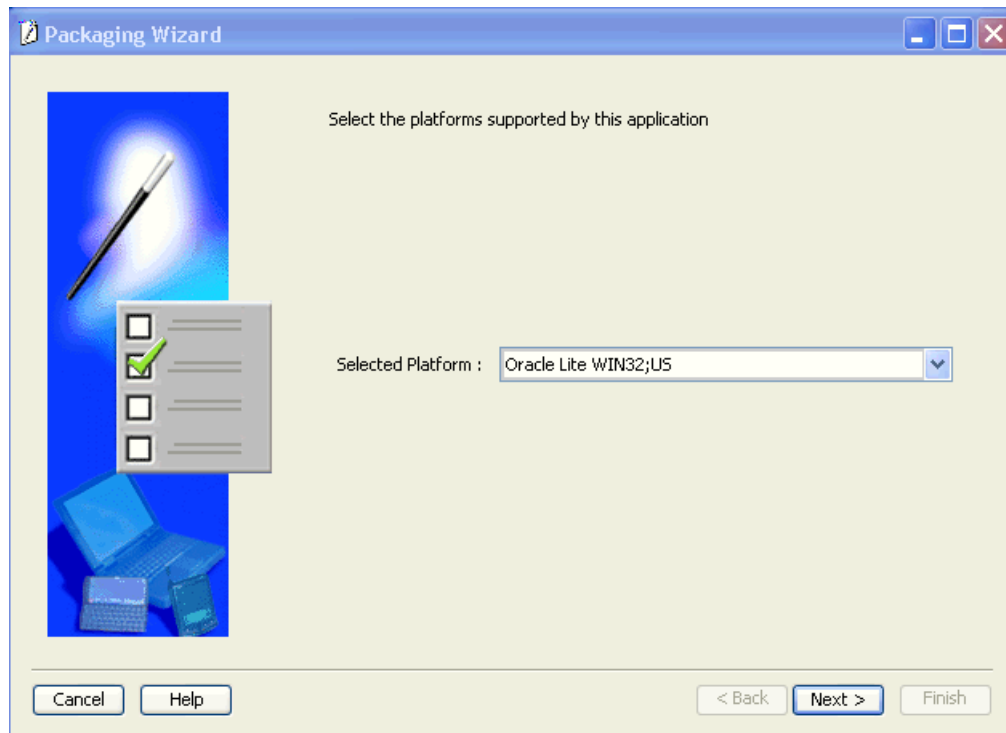 Packaging Wizard
Select the platforms supported by this application
Selected Platform : Oracle Lite WIN32;US
Cancel Help < Back Next > Finish